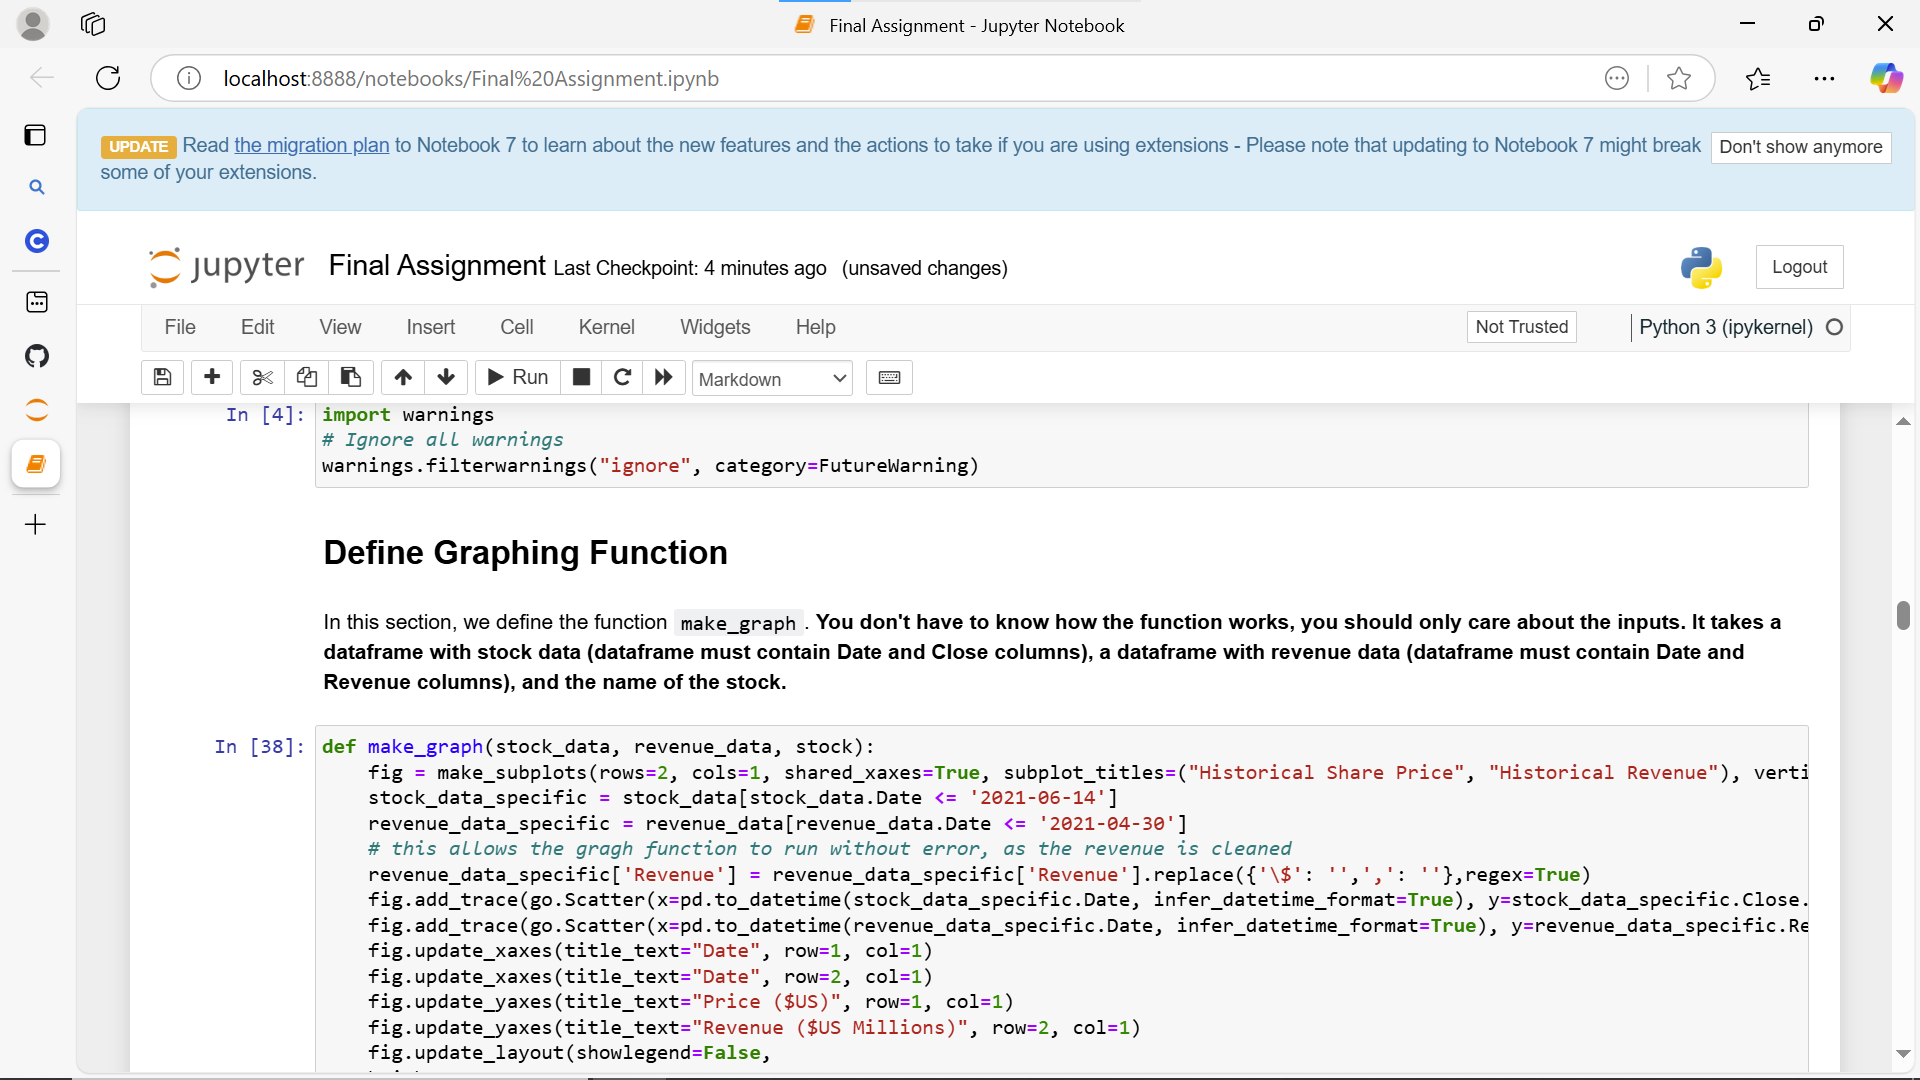 Final Assignment - Jupyter Notebook
localhost:8888/notebooks/Final%20Assignment.ipynb
UPDATE Read the migration plan to Notebook 7 to learn about the new features and the actions to take if you are using extensions - Please note that updating to Notebook 7 might break
some of your extensions.
Don't show anymore
jupyter Final Assignment Last Checkpoint: 4 minutes ago (unsaved changes)
Logout
File Edit View Insert Cell Kernel Widgets Help
Not Trusted
Python 3 (ipykernel)
Run
Markdown
In [4]: import warnings
# Ignore all warnings
warnings.filterwarnings("ignore", category=FutureWarning)
Define Graphing Function
In this section, we define the function make_graph. You don't have to know how the function works, you should only care about the inputs. It takes a
dataframe with stock data (dataframe must contain Date and Close columns), a dataframe with revenue data (dataframe must contain Date and
Revenue columns), and the name of the stock.
In [38]: def make_graph(stock_data, revenue_data, stock):
fig = make_subplots(rows=2, cols=1, shared_xaxes=True, subplot_titles=("Historical Share Price", "Historical Revenue"), verti
stock_data_specific = stock_data[stock_data.Date <= '2021-06-14']
revenue_data_specific = revenue_data[revenue_data.Date <= '2021-04-30']
# this allows the gragh function to run without error, as the revenue is cleaned
revenue_data_specific['Revenue'] = revenue_data_specific['Revenue'].replace({'\$': '',',': ''},regex=True)
fig.add_trace(go.Scatter(x=pd.to_datetime(stock_data_specific.Date, infer_datetime_format=True), y=stock_data_specific.Close.
fig.add_trace(go.Scatter(x=pd.to_datetime(revenue_data_specific.Date, infer_datetime_format=True), y=revenue_data_specific.Re
fig.update_xaxes(title_text="Date", row=1, col=1)
fig.update_xaxes(title_text="Date", row=2, col=1)
fig.update_yaxes(title_text="Price ($US)", row=1, col=1)
fig.update_yaxes(title_text="Revenue ($US Millions)", row=2, col=1)
fig.update_layout(showlegend=False,